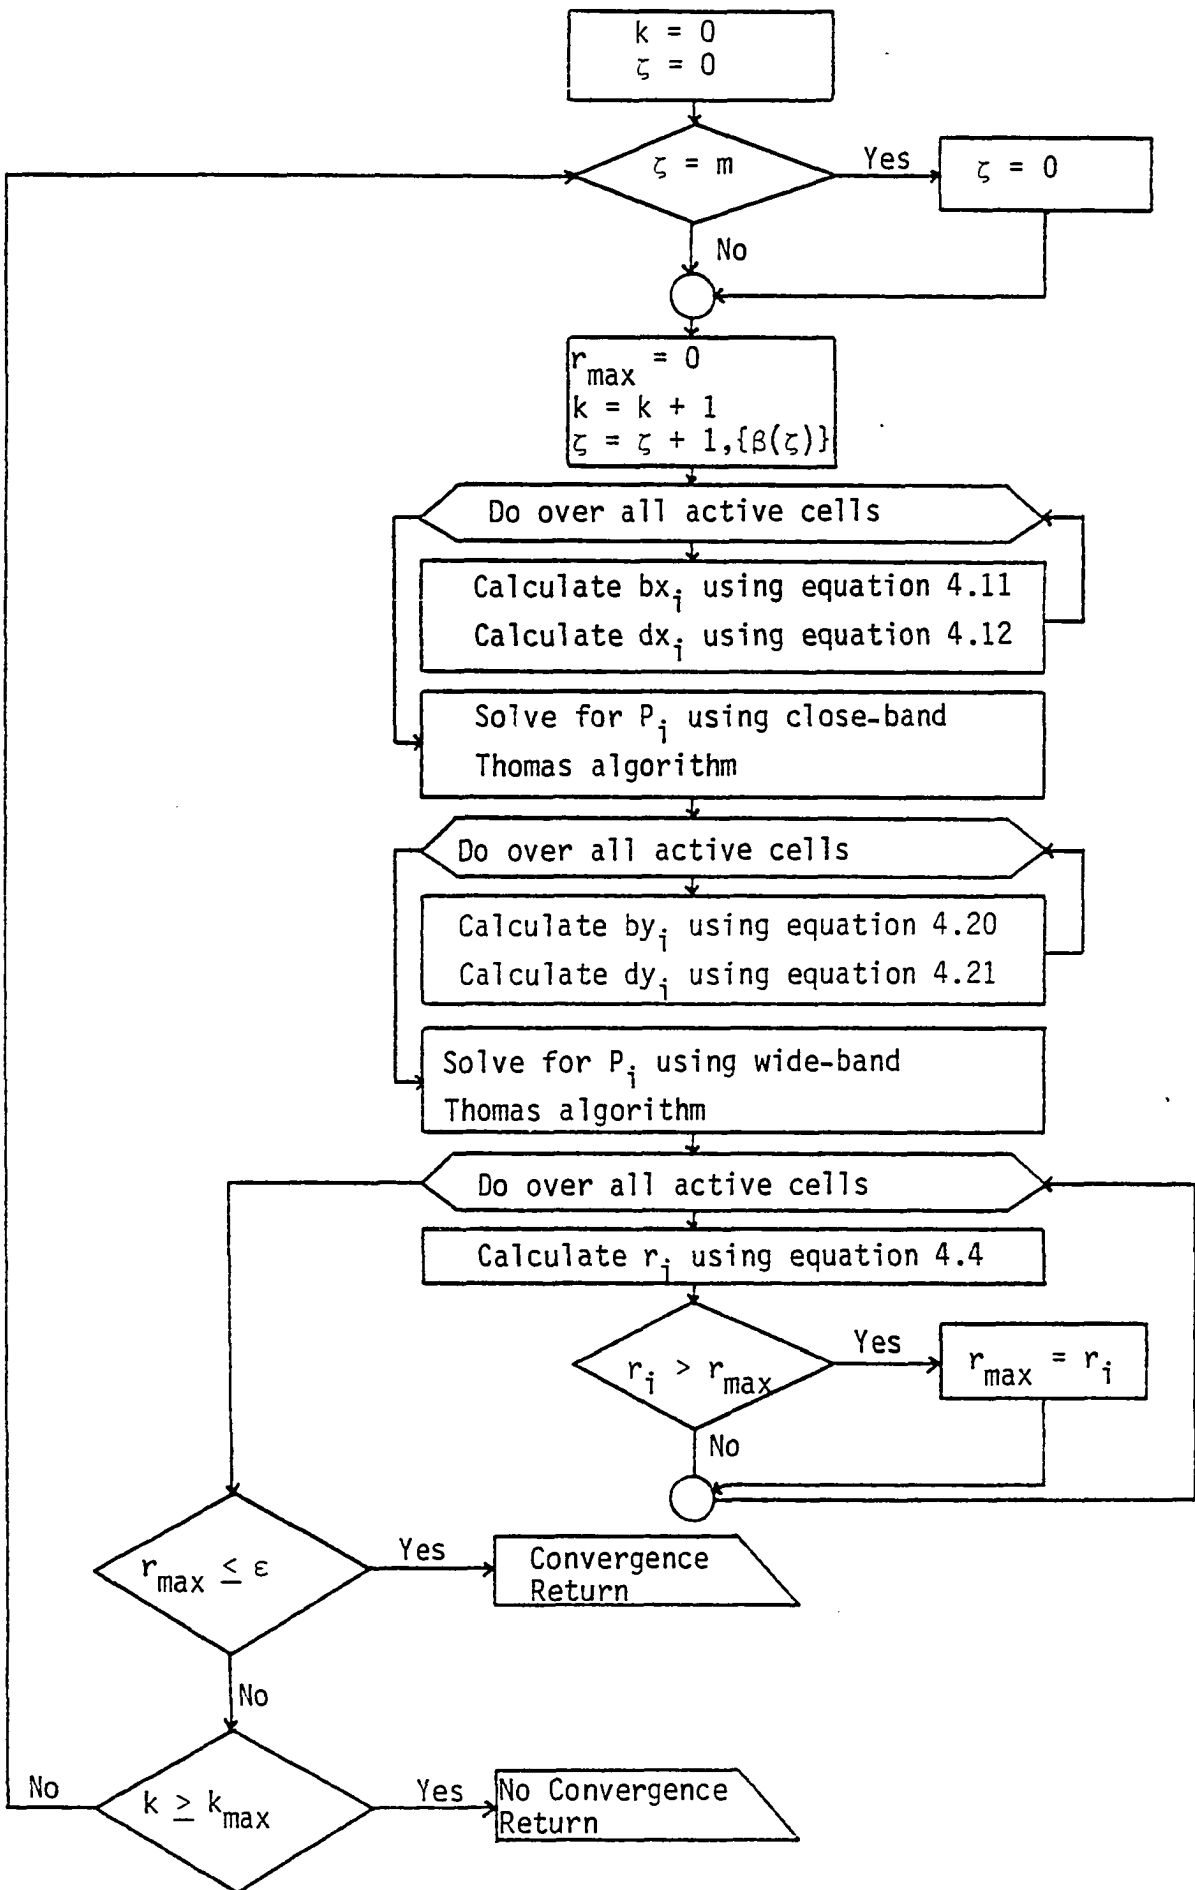 k = 0
ζ = 0
ζ = m
Yes
ζ = 0
No
r_max = 0
k = k + 1
ζ = ζ + 1,{β(ζ)}
Do over all active cells
Calculate bx_i using equation 4.11
Calculate dx_i using equation 4.12
Solve for P_i using close-band
Thomas algorithm
Do over all active cells
Calculate by_i using equation 4.20
Calculate dy_i using equation 4.21
Solve for P_i using wide-band
Thomas algorithm
Do over all active cells
Calculate r_i using equation 4.4
r_i > r_max
Yes
r_max = r_i
No
r_max ≤ ε
Yes
Convergence
Return
No
k ≥ k_max
No
Yes
No Convergence
Return